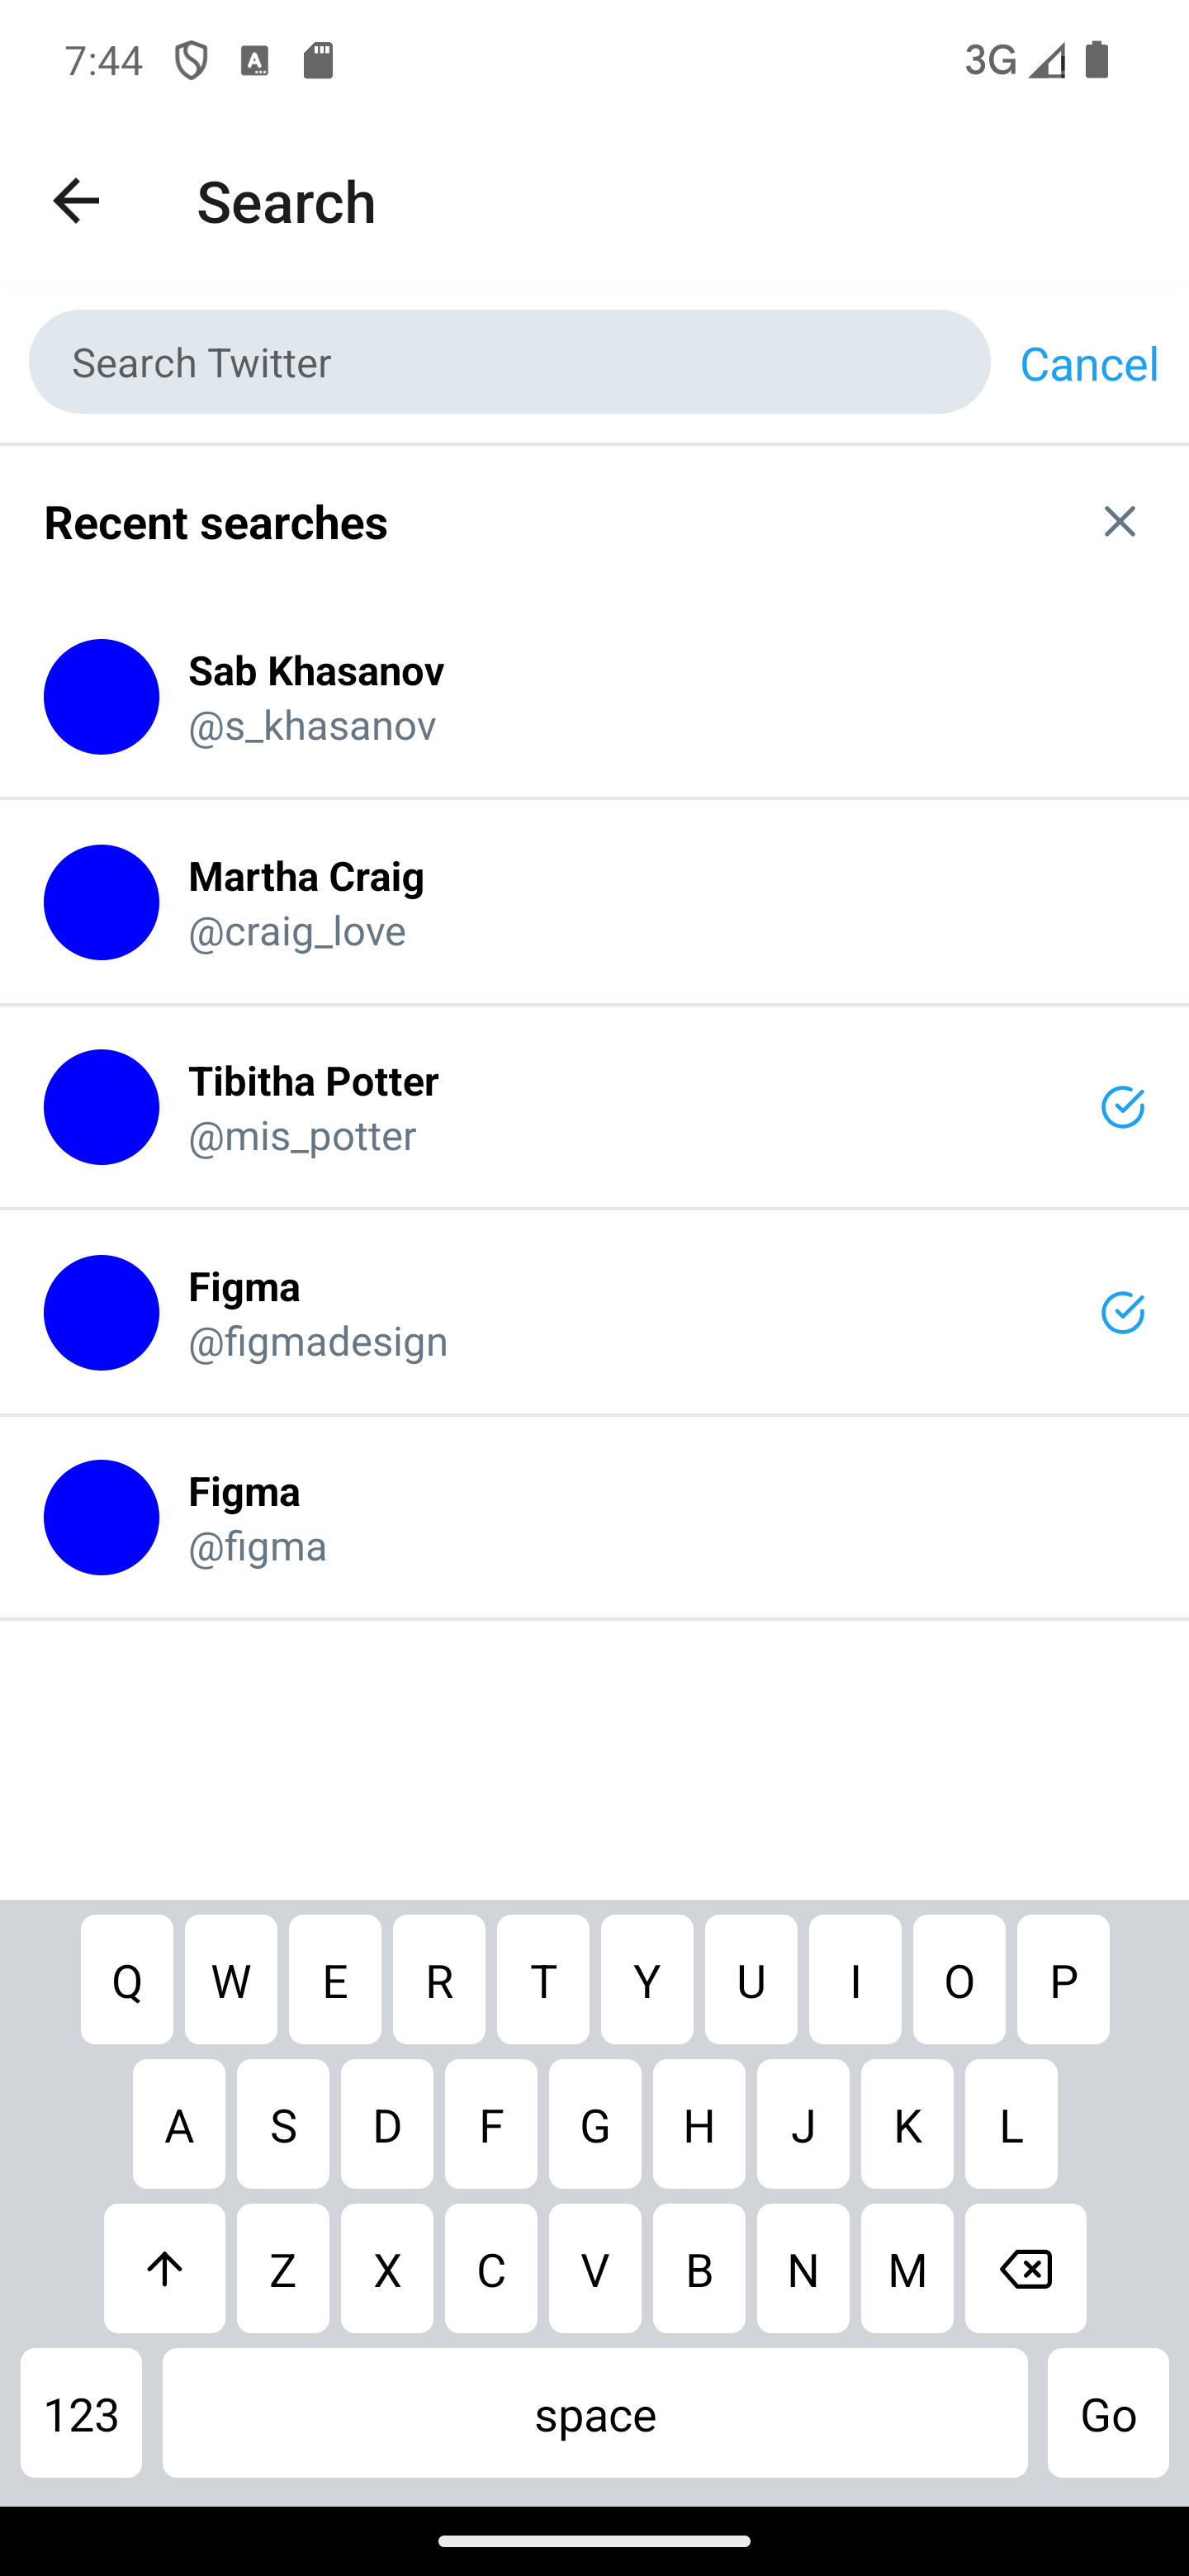 7:44
3G
Search
Search Twitter
Cancel
Recent searches
Sab Khasanov
@s_khasanov
Martha Craig
@craig_love
Tibitha Potter
@mis_potter
Figma
@figmadesign
Figma
@figma
Q W E R T Y U I O P
A S D F G H J K L
Z X C V B N M
123 space Go